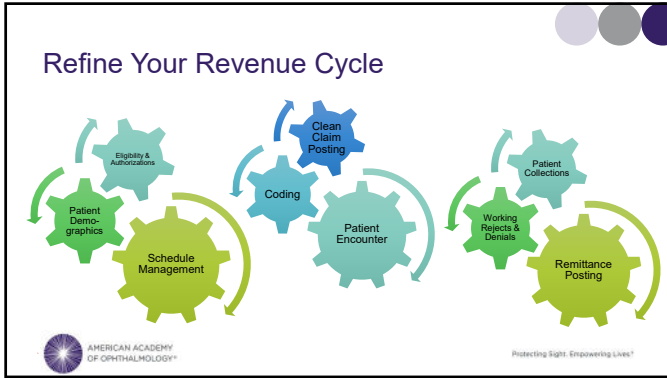 Refine Your Revenue Cycle
Eligibility &
Authorizations
Patient
Demo-
graphics
Schedule
Management
Clean
Claim
Posting
Coding
Patient
Encounter
Patient
Collections
Working
Rejects &
Denials
Remittance
Posting
AMERICAN ACADEMY
OF OPHTHALMOLOGY®
Protecting Sight. Empowering Lives.®